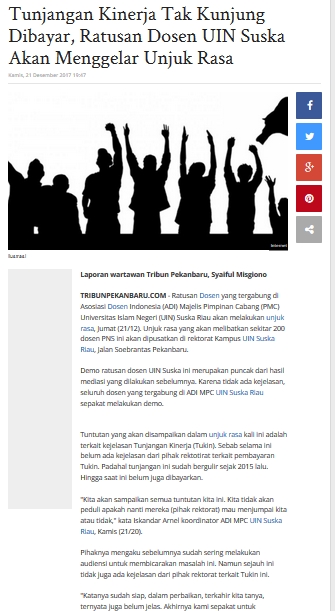 Tunjangan Kinerja Tak Kunjung
Dibayar, Ratusan Dosen UIN Suska
Akan Menggelar Unjuk Rasa
Kamis, 21 Desember 2017 19:47
f
g+
Internet
Ilustrasi
Laporan wartawan Tribun Pekanbaru, Syaiful Misgiono
TRIBUNPEKANBARU.COM - Ratusan Dosen yang tergabung di
Asosiasi Dosen Indonesia (ADI) Majelis Pimpinan Cabang (PMC)
Universitas Islam Negeri (UIN) Suska Riau akan melakukan unjuk
rasa, Jumat (21/12). Unjuk rasa yang akan melibatkan sekitar 200
dosen PNS ini akan dipusatkan di rektorat Kampus UIN Suska
Riau, Jalan Soebrantas Pekanbaru.
Demo ratusan dosen UIN Suska ini merupakan puncak dari hasil
mediasi yang dilakukan sebelumnya. Karena tidak ada kejelasan,
seluruh dosen yang tergabung di ADI MPC UIN Suska Riau
sepakat melakukan demo.
Tuntutan yang akan disampaikan dalam unjuk rasa kali ini adalah
terkait kejelasan Tunjangan Kinerja (Tukin). Sebab selama ini
belum ada kejelasan dari pihak rektorat terkait pembayaran
Tukin. Padahal tunjangan ini sudah bergulir sejak 2015 lalu.
Hingga saat ini belum juga dibayarkan.
"Kita akan sampaikan semua tuntutan kita ini. Kita tidak akan
peduli apakah nanti mereka (pihak rektorat) mau menjumpai kita
atau tidak," kata Iskandar Arnel koordinator ADI MPC UIN Suska
Riau, Kamis (21/20).
Pihaknya mengaku sebelumnya sudah sering melakukan
audiensi untuk membicarakan masalah ini. Namun sejauh ini
tidak juga ada kejelasan dari pihak rektorat terkait Tukin ini.
"Katanya sudah siap, dalam perbaikan, terkahir kita tanya,
ternyata juga belum jelas. Akhirnya kami sepakat untuk